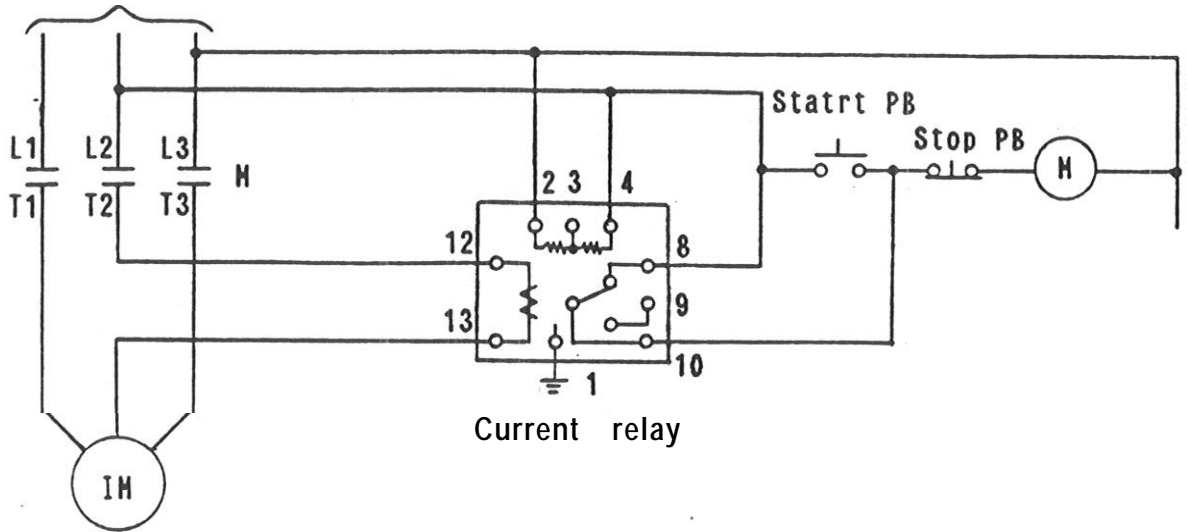 Statrt PB
Stop PB
L1 L2 L3 M
T1 T2 T3
M
2 3 4
12 8
9
13
10
1
Current relay
IM